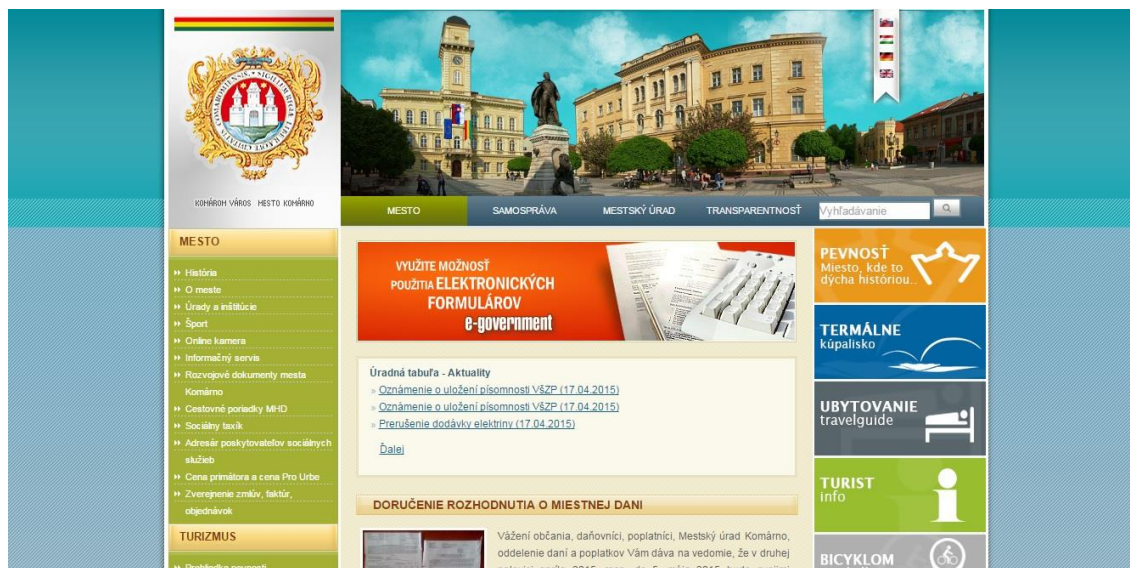 KOMÁROM VÁROS MESTO KOMÁRNO
MESTO
SAMOSPRÁVA
MESTSKÝ ÚRAD
TRANSPARENTNOSŤ
Vyhľadávanie
MESTO
História
O meste
Úrady a inštitúcie
Šport
Online kamera
Informačný servis
Rozvojové dokumenty mesta
Komárno
Cestovné poriadky MHD
Sociálny taxík
Adresár poskytovateľov sociálnych
služieb
Cena primátora a cena Pro Urbe
Zverejnenie zmlúv, faktúr,
objednávok
TURIZMUS
VYUŽITE MOŽNOSŤ
POUŽITIA ELEKTRONICKÝCH
FORMULÁROV
e-government
Úradná tabuľa - Aktuality
» Oznámenie o uložení písomnosti VšZP (17.04.2015)
» Oznámenie o uložení písomnosti VšZP (17.04.2015)
» Prerušenie dodávky elektriny (17.04.2015)
Ďalej
DORUČENIE ROZHODNUTIA O MIESTNEJ DANI
Vážení občania, daňovníci, poplatníci, Mestský úrad Komárno,
oddelenie daní a poplatkov Vám dáva na vedomie, že v druhej
PEVNOSŤ
Miesto, kde to
dýcha históriou..
TERMÁLNE
kúpalisko
UBYTOVANIE
travelguide
TURIST
info
BICYKLOM